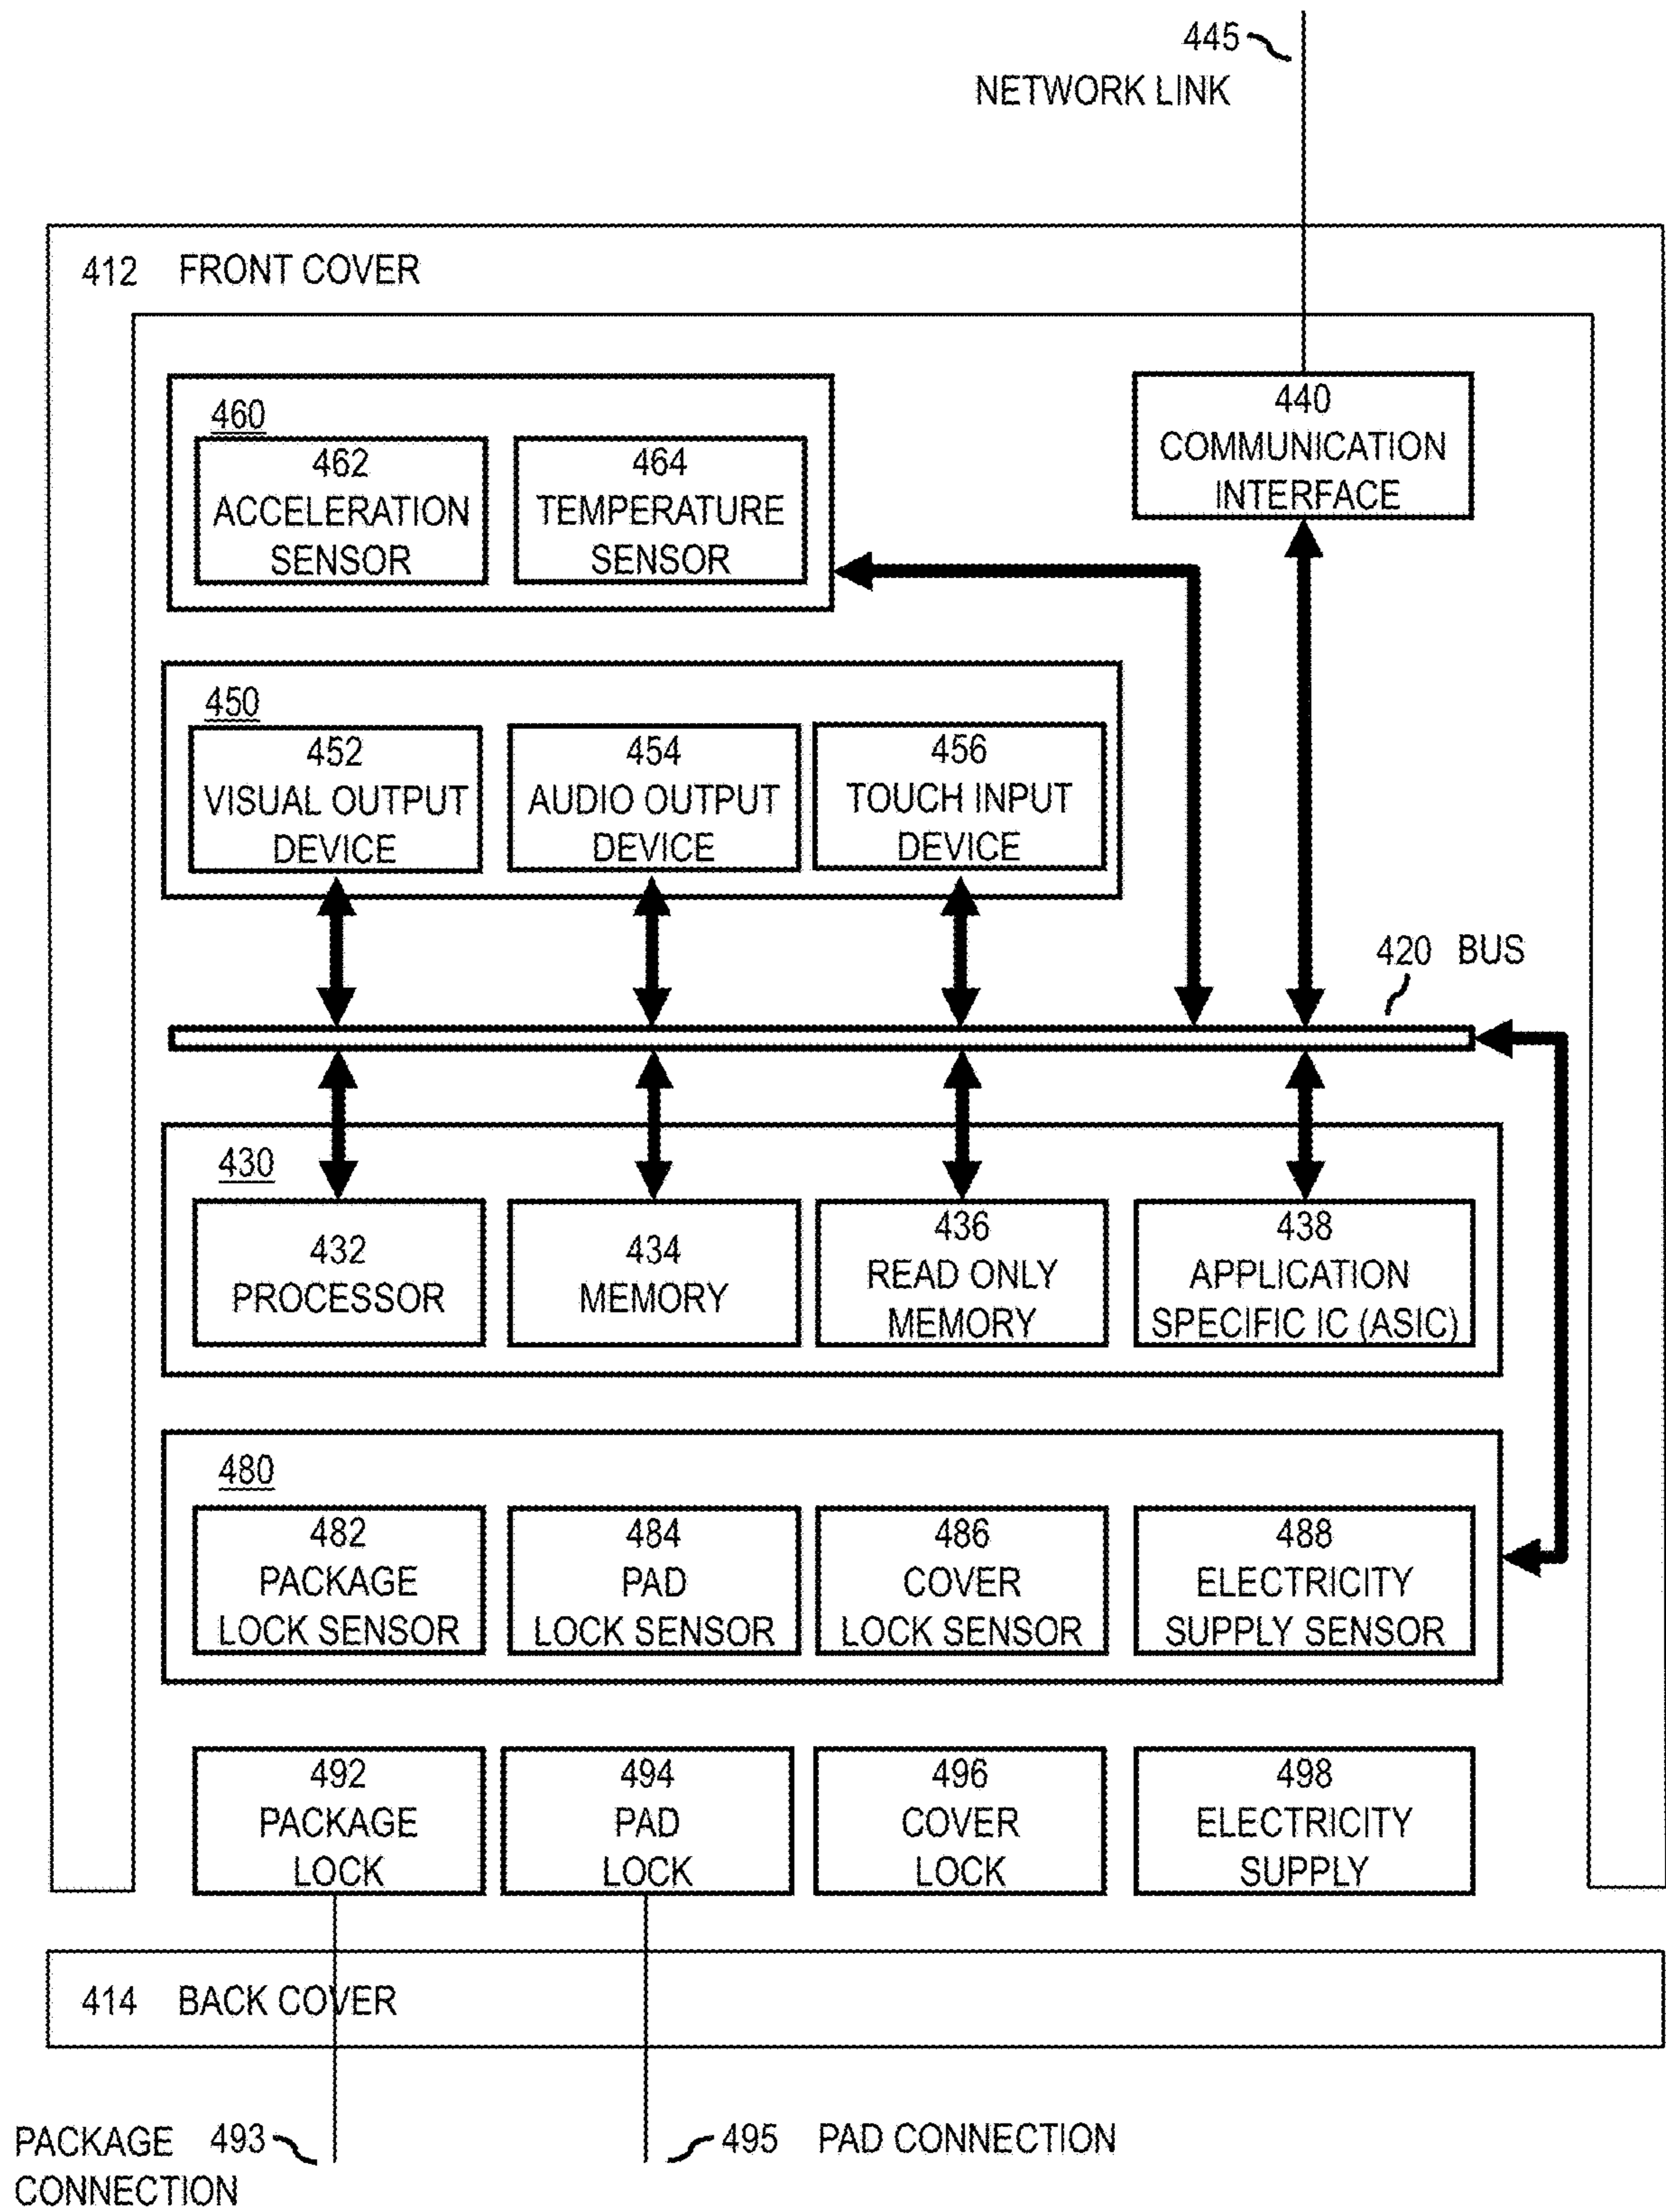 445
NETWORK LINK
412 FRONT COVER
460
462
ACCELERATION
SENSOR
464
TEMPERATURE
SENSOR
440
COMMUNICATION
INTERFACE
450
452
VISUAL OUTPUT
DEVICE
454
AUDIO OUTPUT
DEVICE
456
TOUCH INPUT
DEVICE
420 BUS
430
432
PROCESSOR
434
MEMORY
436
READ ONLY
MEMORY
438
APPLICATION
SPECIFIC IC (ASIC)
480
482
PACKAGE
LOCK SENSOR
484
PAD
LOCK SENSOR
486
COVER
LOCK SENSOR
488
ELECTRICITY
SUPPLY SENSOR
492
PACKAGE
LOCK
494
PAD
LOCK
496
COVER
LOCK
498
ELECTRICITY
SUPPLY
414 BACK COVER
PACKAGE 493
CONNECTION
495 PAD CONNECTION